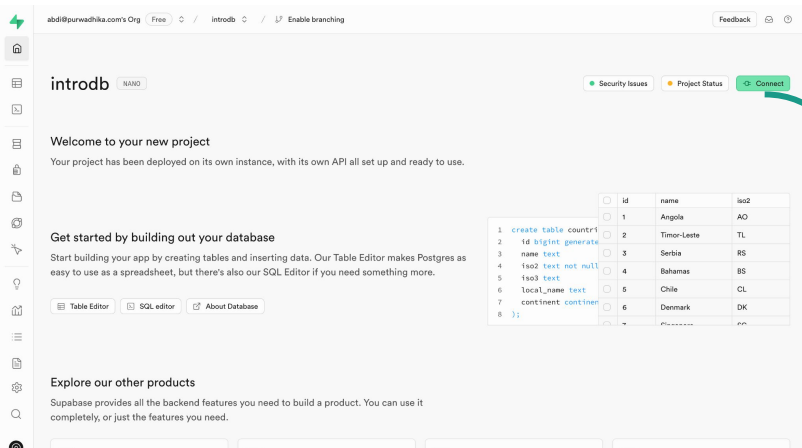 abdi@purwadhika.com's Org Free / introdb / Enable branching
Feedback
introdb NANO
Security Issues Project Status Connect
Welcome to your new project
Your project has been deployed on its own instance, with its own API all set up and ready to use.
Get started by building out your database
Start building your app by creating tables and inserting data. Our Table Editor makes Postgres as
easy to use as a spreadsheet, but there's also our SQL Editor if you need something more.
Table Editor SQL editor About Database
1 create table countri
2 id bigint generate
3 name text
4 iso2 text not null
5 iso3 text
6 local_name text
7 continent continen
8 );
id name iso2
1 Angola AO
2 Timor-Leste TL
3 Serbia RS
4 Bahamas BS
5 Chile CL
6 Denmark DK
7 Singapore SG
Explore our other products
Supabase provides all the backend features you need to build a product. You can use it
completely, or just the features you need.